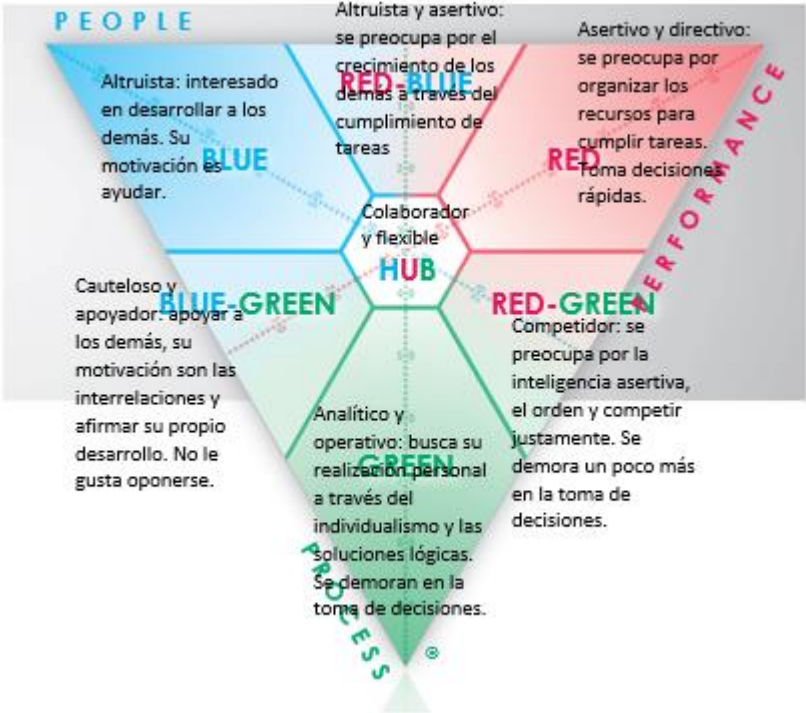 PEOPLE
Altruista y asertivo:
se preocupa por el
crecimiento de los
demás a través del
cumplimiento de
tareas
RED-BLUE
Asertivo y directivo:
se preocupa por
organizar los
recursos para
cumplir tareas.
Toma decisiones
rápidas.
RED
PERFORMANCE
Altruista: interesado
en desarrollar a los
demás. Su
motivación es
ayudar.
BLUE
Colaborador
y flexible
HUB
Cauteloso y
apoyador: apoyar a
los demás, su
motivación son las
interrelaciones y
afirmar su propio
desarrollo. No le
gusta oponerse.
BLUE-GREEN
RED-GREEN
Competidor: se
preocupa por la
inteligencia asertiva,
el orden y competir
justamente. Se
demora un poco más
en la toma de
decisiones.
Analítico y
operativo: busca su
realización personal
a través del
individualismo y las
soluciones lógicas.
Se demoran en la
toma de decisiones.
GREEN
PROCESS
®